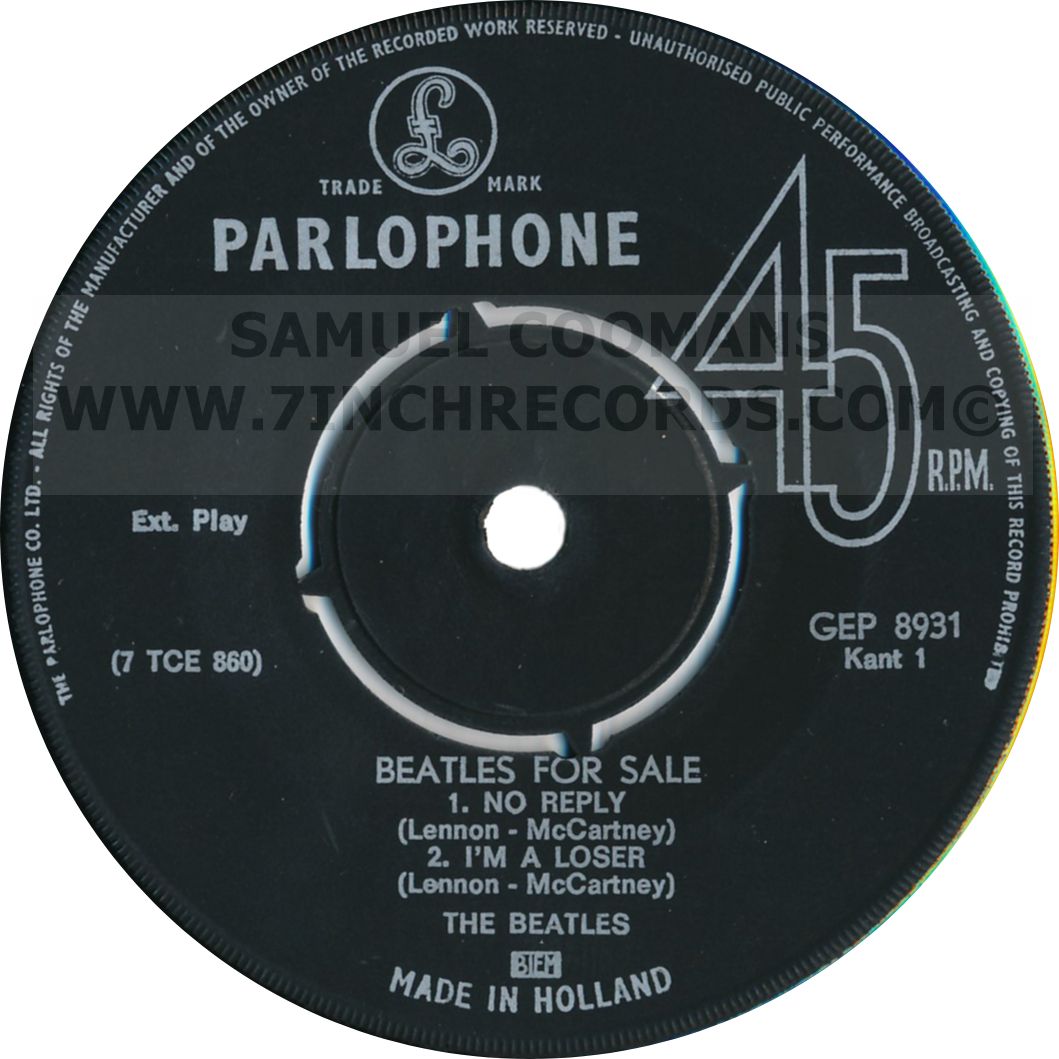 THE PARLOPHONE CO. LTD. - ALL RIGHTS OF THE MANUFACTURER AND OF THE OWNER OF THE RECORDED WORK RESERVED - UNAUTHORISED PUBLIC PERFORMANCE BROADCASTING AND COPYING OF THIS RECORD PROHIBITED
£
TRADE MARK
PARLOPHONE
45
R.P.M.
SAMUEL COOMANS
WWW.7INCHRECORDS.COM©
Ext. Play
GEP 8931
(7 TCE 860)
Kant 1
BEATLES FOR SALE
1. NO REPLY
(Lennon - McCartney)
2. I'M A LOSER
(Lennon - McCartney)
THE BEATLES
BIEM
MADE IN HOLLAND